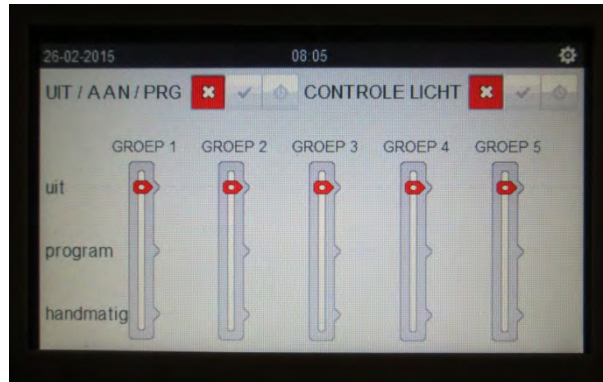 26-02-2015 08:05
UIT / AAN / PRG CONTROLE LICHT
GROEP 1 GROEP 2 GROEP 3 GROEP 4 GROEP 5
uit
program
handmatig